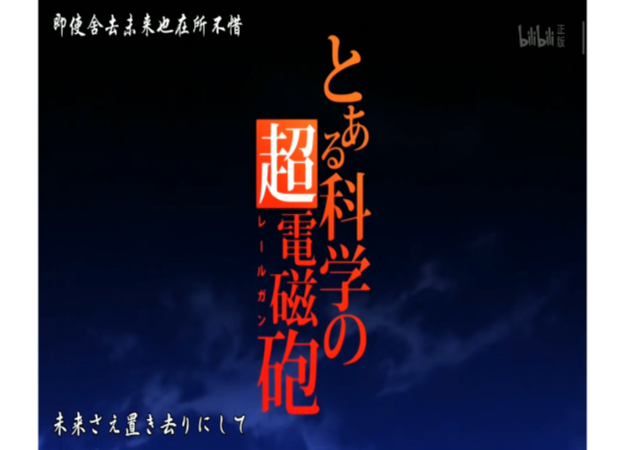 即使舍去未来也在所不惜
bilibili
とある科学の
超電磁砲
レールガン
未来さえ置き去りにして